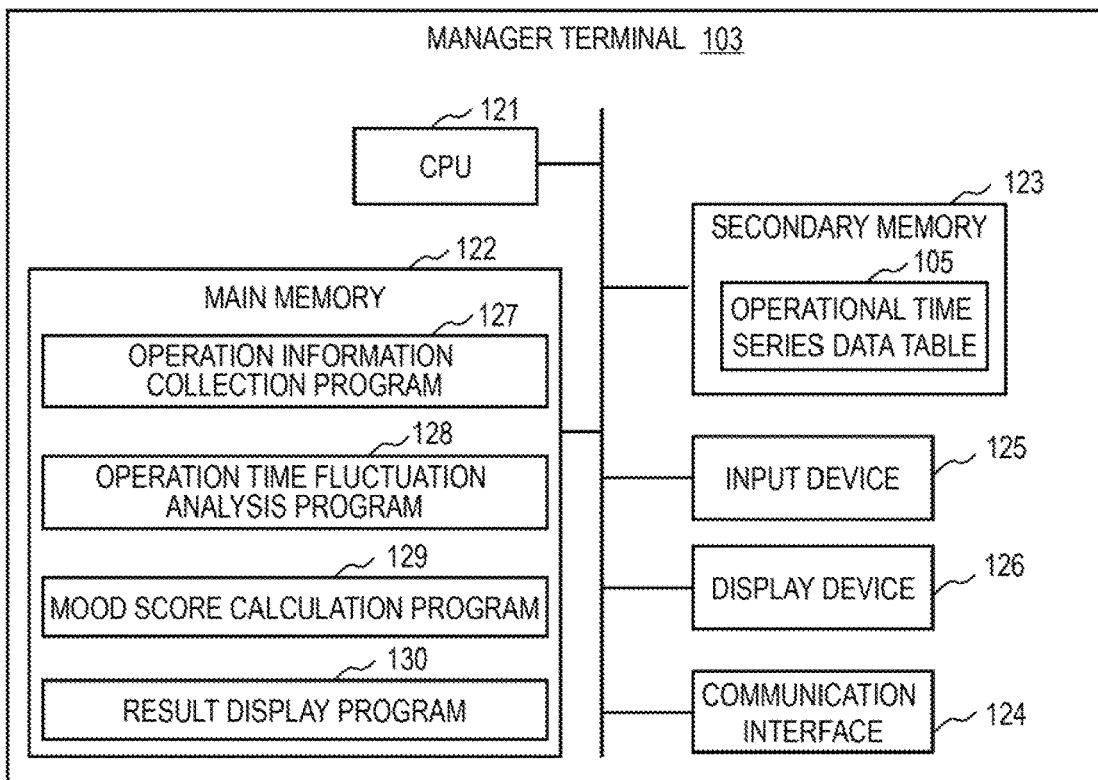 MANAGER TERMINAL 103
121
CPU
123
SECONDARY MEMORY
105
OPERATIONAL TIME
SERIES DATA TABLE
122
MAIN MEMORY
127
OPERATION INFORMATION
COLLECTION PROGRAM
128
OPERATION TIME FLUCTUATION
ANALYSIS PROGRAM
129
MOOD SCORE CALCULATION PROGRAM
130
RESULT DISPLAY PROGRAM
125
INPUT DEVICE
DISPLAY DEVICE
126
COMMUNICATION
INTERFACE
124